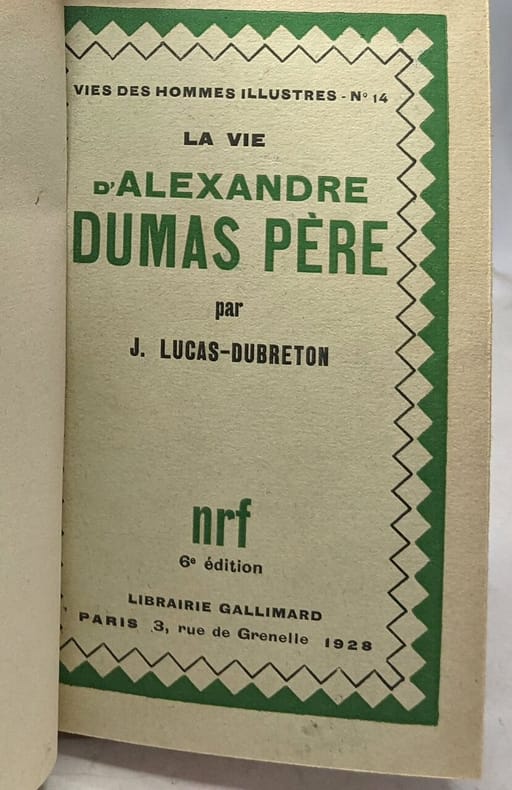 VIES DES HOMMES ILLUSTRES - N° 14
LA VIE
D'ALEXANDRE
DUMAS PÈRE
par
J. LUCAS-DUBRETON
nrf
6e édition
LIBRAIRIE GALLIMARD
PARIS 3, rue de Grenelle 1928